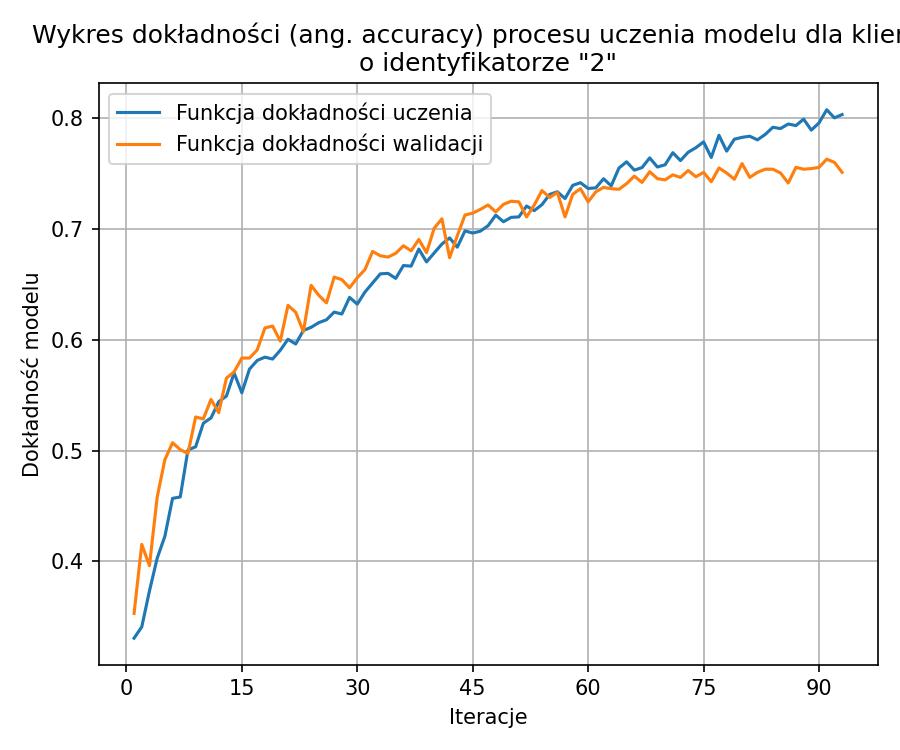 Wykres dokładności (ang. accuracy) procesu uczenia modelu dla
o identyfikatorze "2"
Funkcja dokładności uczenia
Funkcja dokładności walidacji
0.8
0.7
0.6
0.5
0.4
Dokładność modelu
0 15 30 45 60 75 90
Iteracje